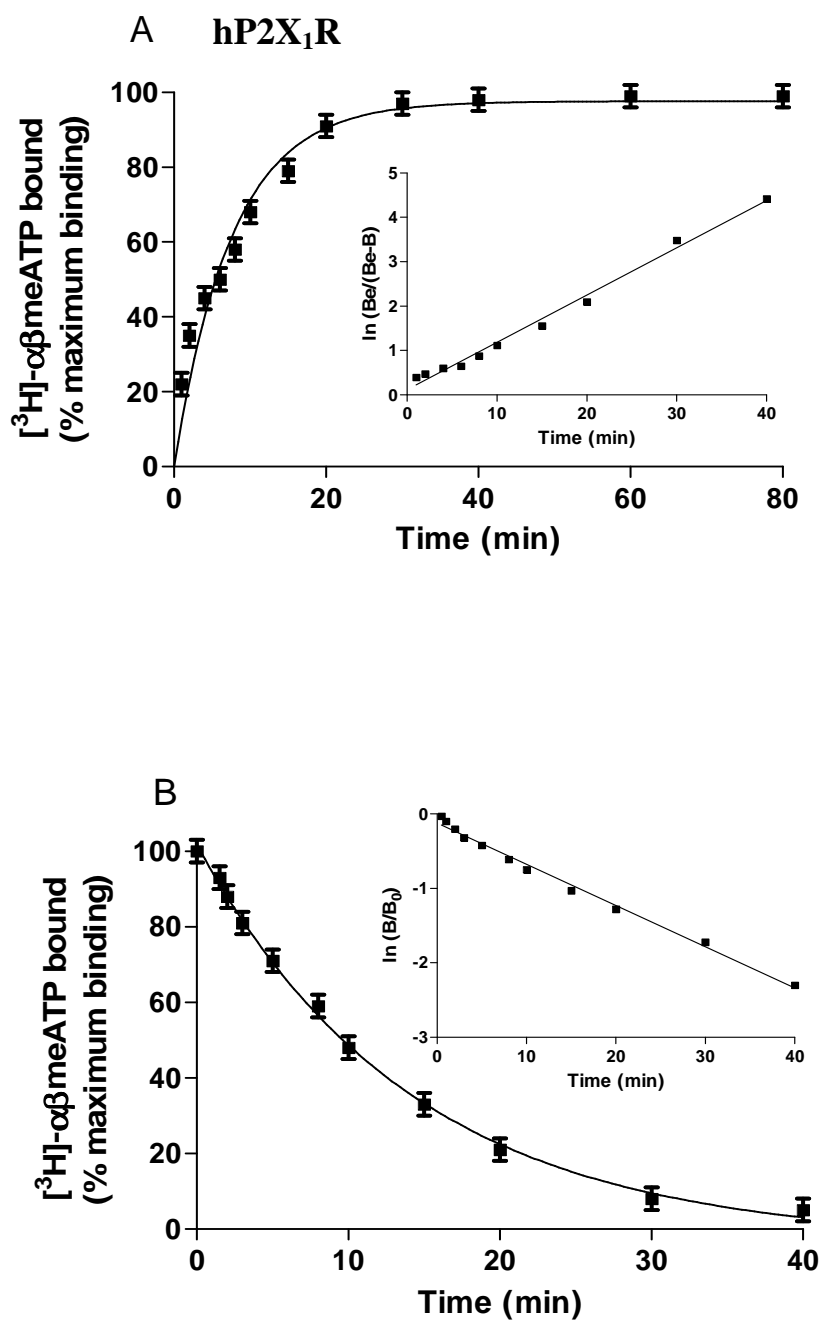 A hP2X₁R
[³H]-αβmeATP bound
(% maximum binding)
100
80
60
40
20
0
0 20 40 60 80
Time (min)
ln (Be/(Be-B)
5
4
3
2
1
0
0 10 20 30 40
Time (min)
B
[³H]-αβmeATP bound
(% maximum binding)
100
80
60
40
20
0
0 10 20 30 40
Time (min)
ln (B/B₀)
0
-1
-2
-3
0 10 20 30 40
Time (min)